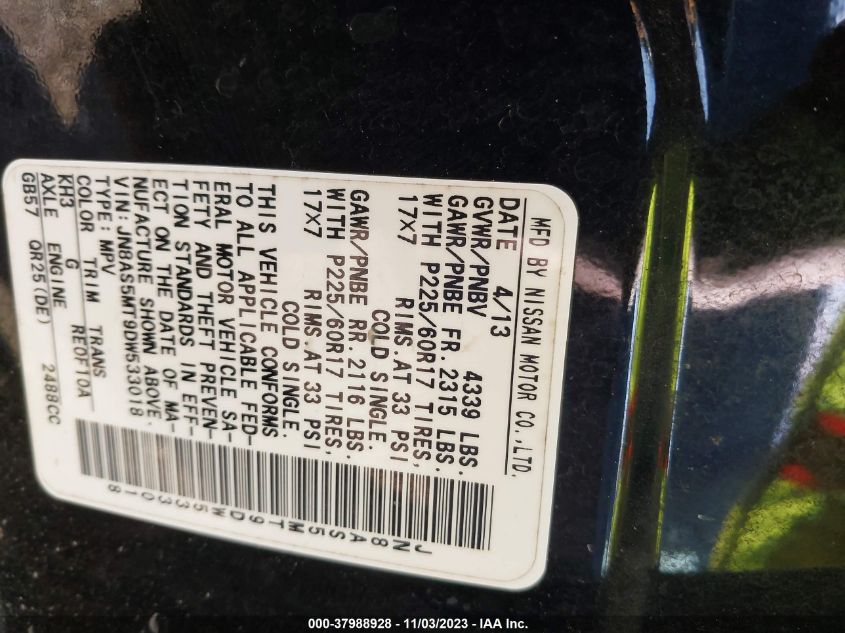 MFD BY NISSAN MOTOR CO.,LTD.
DATE 4/13
GVWR/PNBV 4339 LBS.
GAWR/PNBE FR. 2315 LBS.
WITH P225/60R17 TIRES,
17X7 RIMS.AT 33 PSI
COLD SINGLE.
GAWR/PNBE RR. 2116 LBS.
WITH P225/60R17 TIRES,
17X7 RIMS.AT 33 PSI
COLD SINGLE.
THIS VEHICLE CONFORMS
TO ALL APPLICABLE FED-
ERAL MOTOR VEHICLE SA-
FETY AND THEFT PREVEN-
TION STANDARDS IN EFF-
ECT ON THE DATE OF MA-
NUFACTURE SHOWN ABOVE.
VIN: JN8AS5MT9DW533018
TYPE: MPV
COLOR TRIM TRANS
KH3 G RE0F10A
AXLE ENGINE
GB57 QR25(DE) 2488CC
JN8AS5MT9DW533018
000-37988928 - 11/03/2023 - IAA Inc.